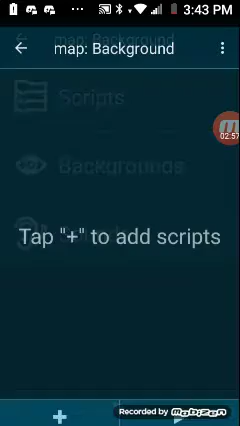 3:43 PM
map: Background
Scripts
Backgrounds
02:57
Tap "+" to add scripts
Recorded by mobizen